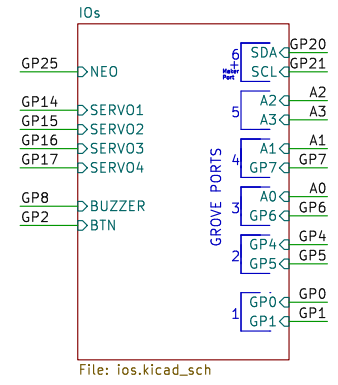 IOs
GP25 NEO
GP14 SERVO1
GP15 SERVO2
GP16 SERVO3
GP17 SERVO4
GP8 BUZZER
GP2 BTN
GROVE PORTS
6 SDA GP20
+
Maker
Port
SCL GP21
5 A2 A2
A3 A3
4 A1 A1
GP7 GP7
3 A0 A0
GP6 GP6
2 GP4 GP4
GP5 GP5
1 GP0 GP0
GP1 GP1
File: ios.kicad_sch